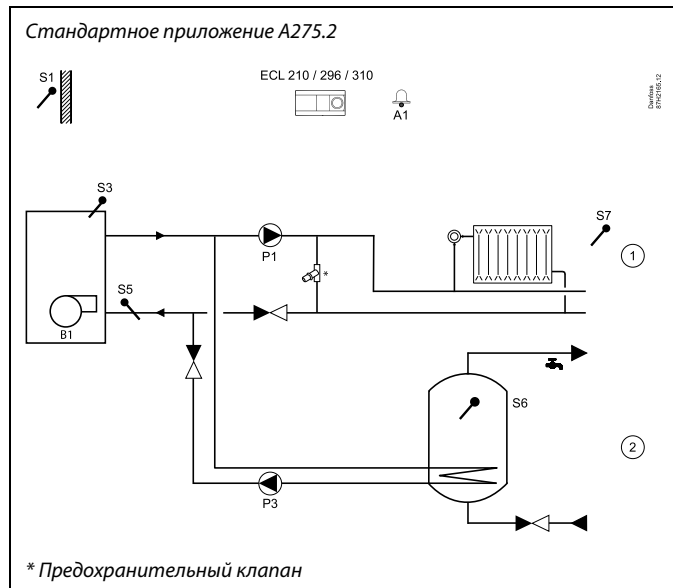 Стандартное приложение A275.2
S1
ECL 210 / 296 / 310
A1
Danfoss
87H2165.12
S3
P1
S7
1
*
S5
B1
S6
2
P3
* Предохранительный клапан